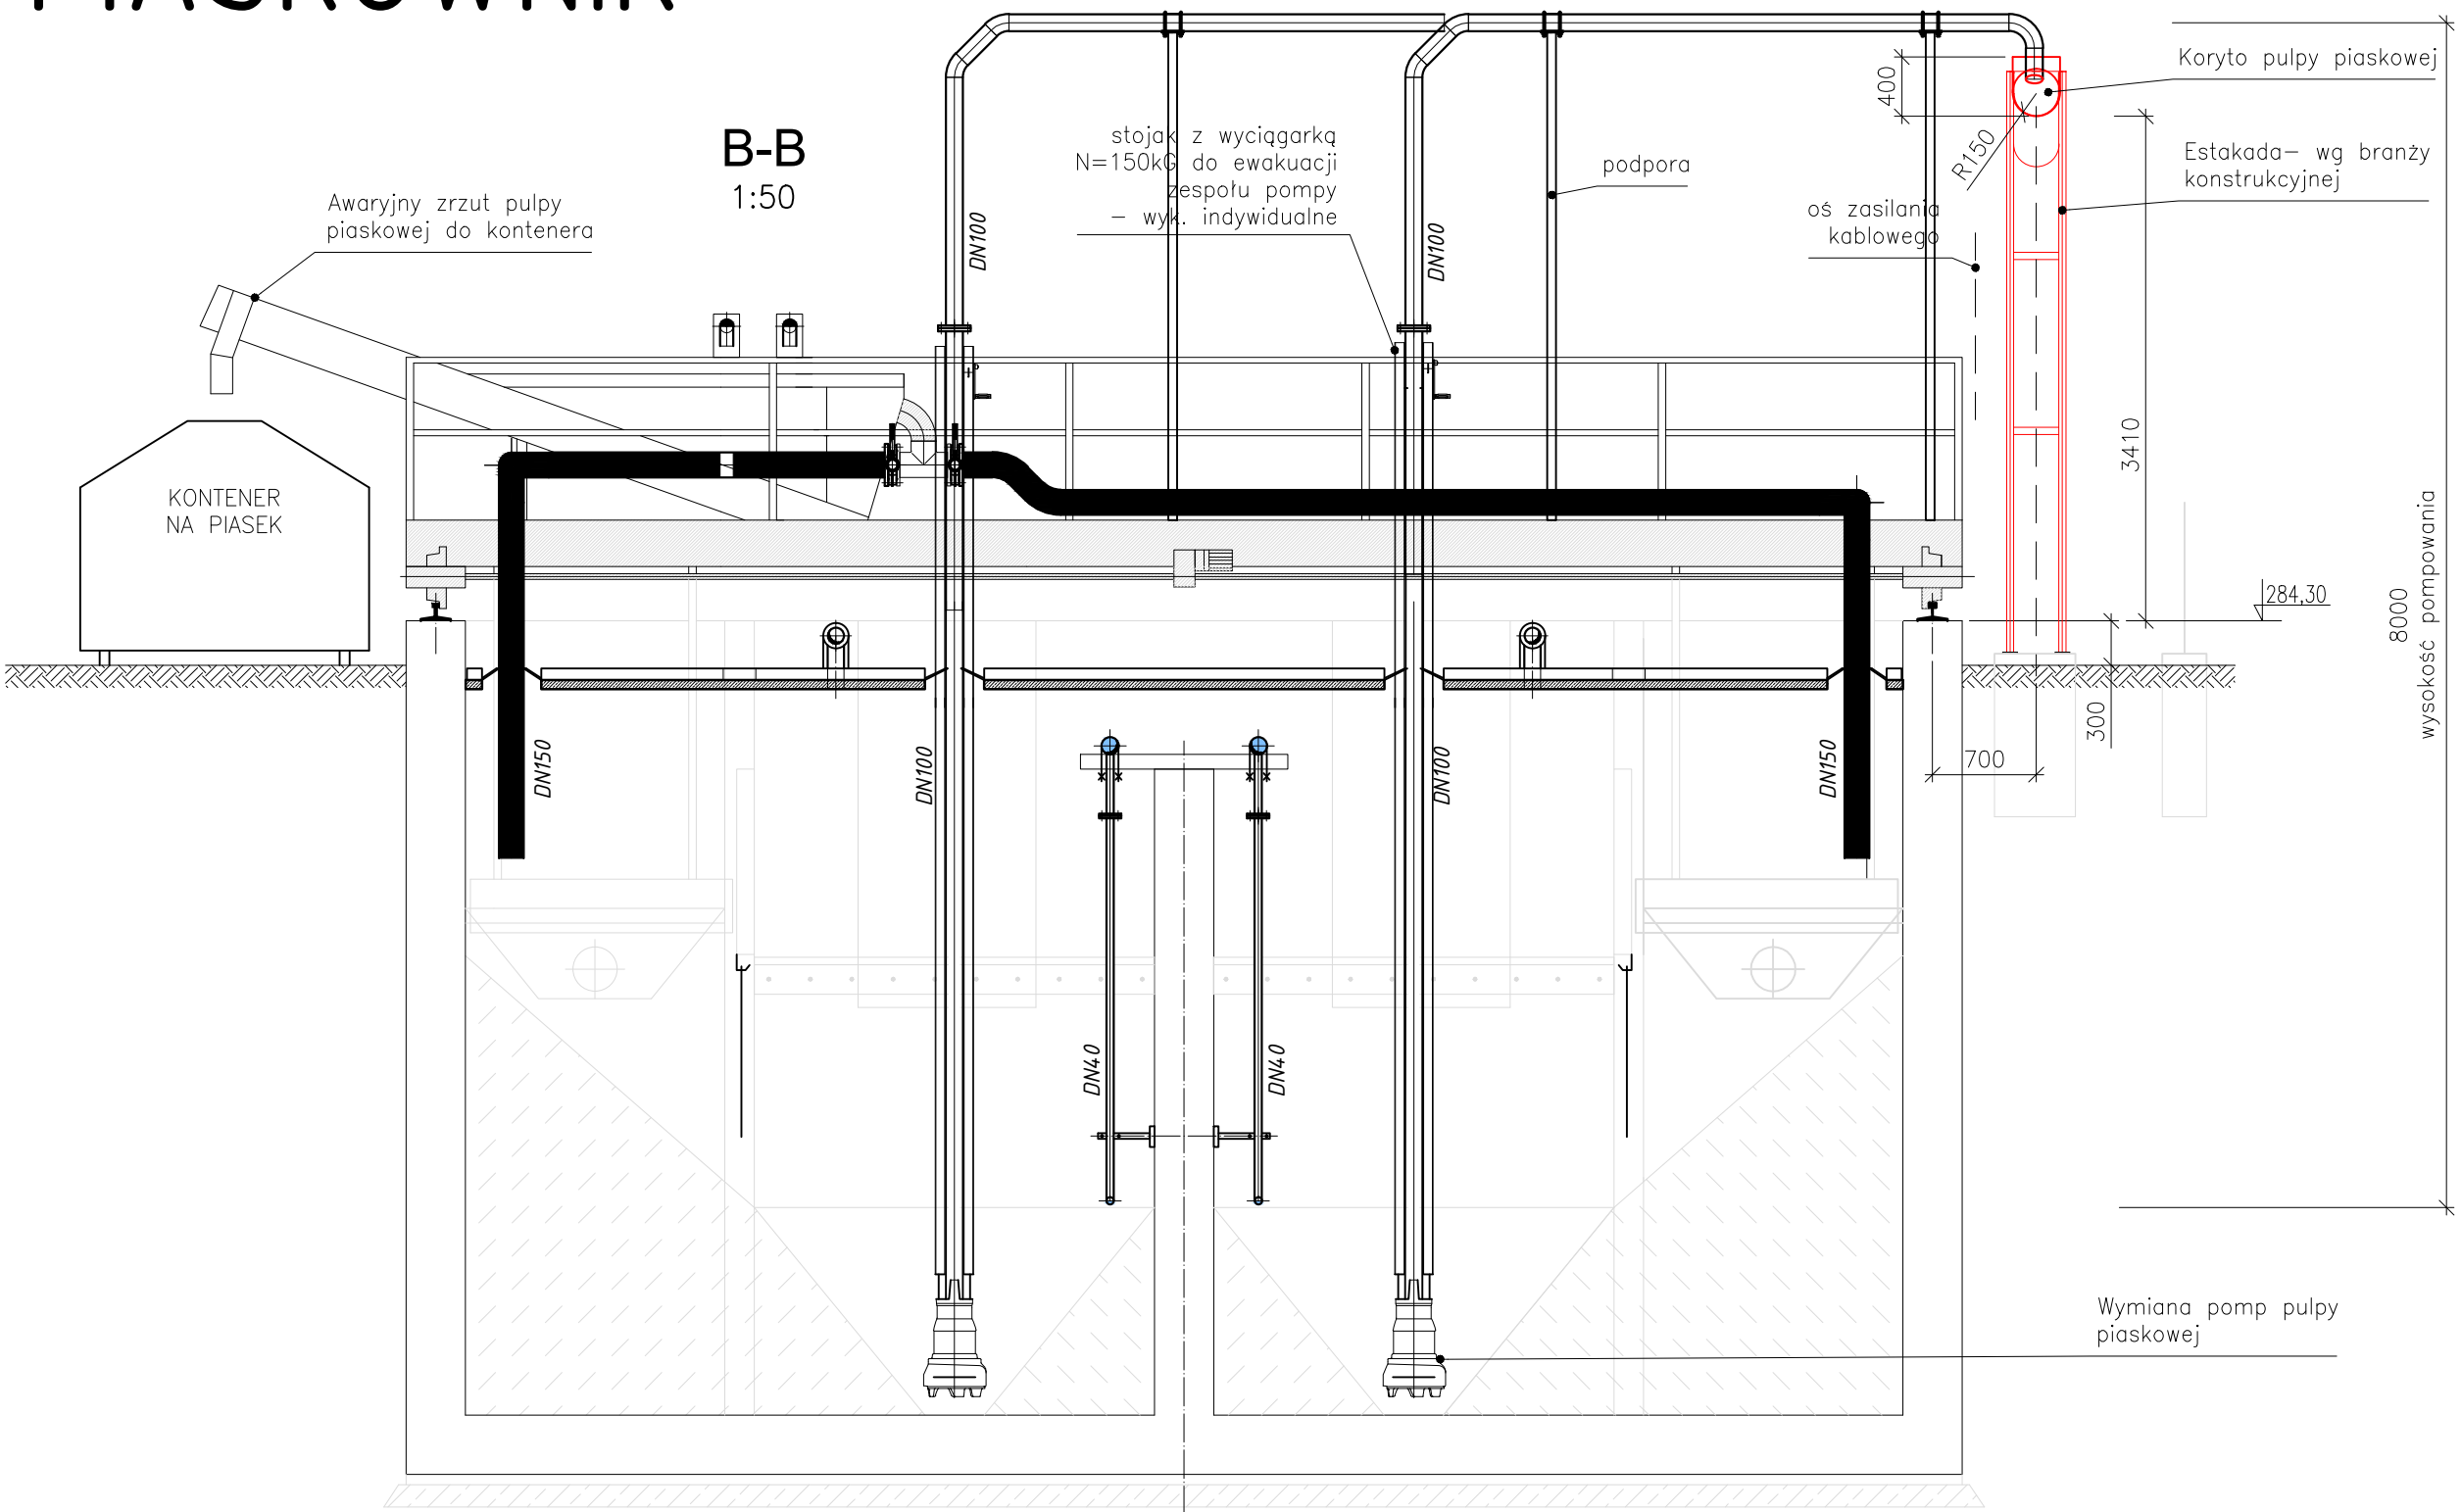 PIASKOWNIK
B-B
1:50
Awaryjny zrzut pulpy
piaskowej do kontenera
KONTENER
NA PIASEK
stojak z wyciągarką
N=150kG do ewakuacji
zespołu pompy
– wyk. indywidualne
podpora
oś zasilania
kablowego
Koryto pulpy piaskowej
Estakada– wg branży
konstrukcyjnej
400
R150
3410
284,30
8000
wysokość pompowania
300
700
DN100
DN100
DN150
DN100
DN100
DN150
DN40
DN40
Wymiana pomp pulpy
piaskowej